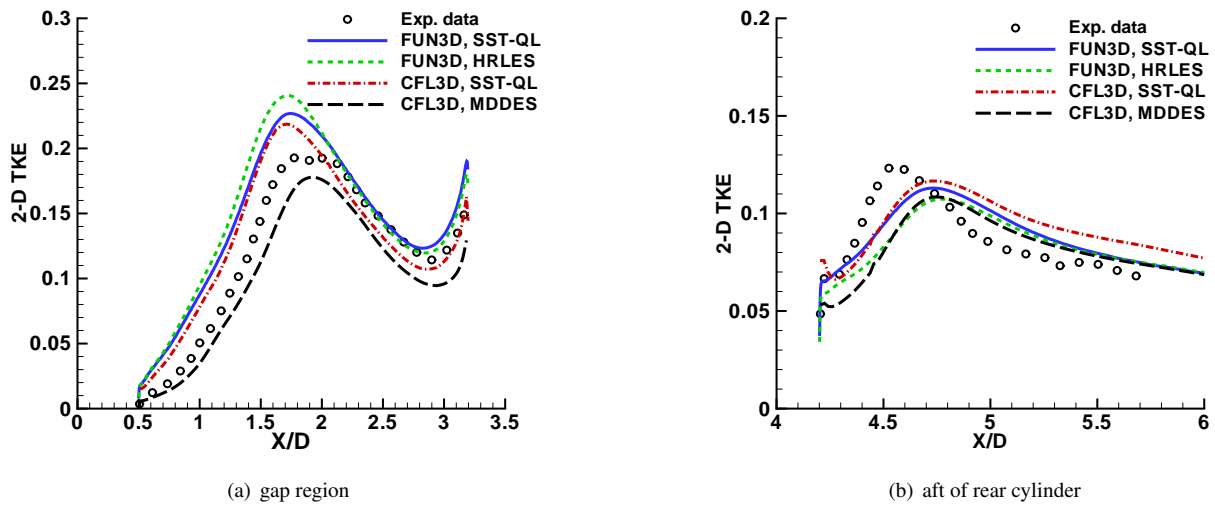 0.3
0.25
0.2
0.15
0.1
0.05
0
2-D TKE
0 0.5 1 1.5 2 2.5 3 3.5
X/D
Exp. data
FUN3D, SST-QL
FUN3D, HRLES
CFL3D, SST-QL
CFL3D, MDDES
(a) gap region
0.2
0.15
0.1
0.05
0
2-D TKE
4 4.5 5 5.5 6
X/D
Exp. data
FUN3D, SST-QL
FUN3D, HRLES
CFL3D, SST-QL
CFL3D, MDDES
(b) aft of rear cylinder